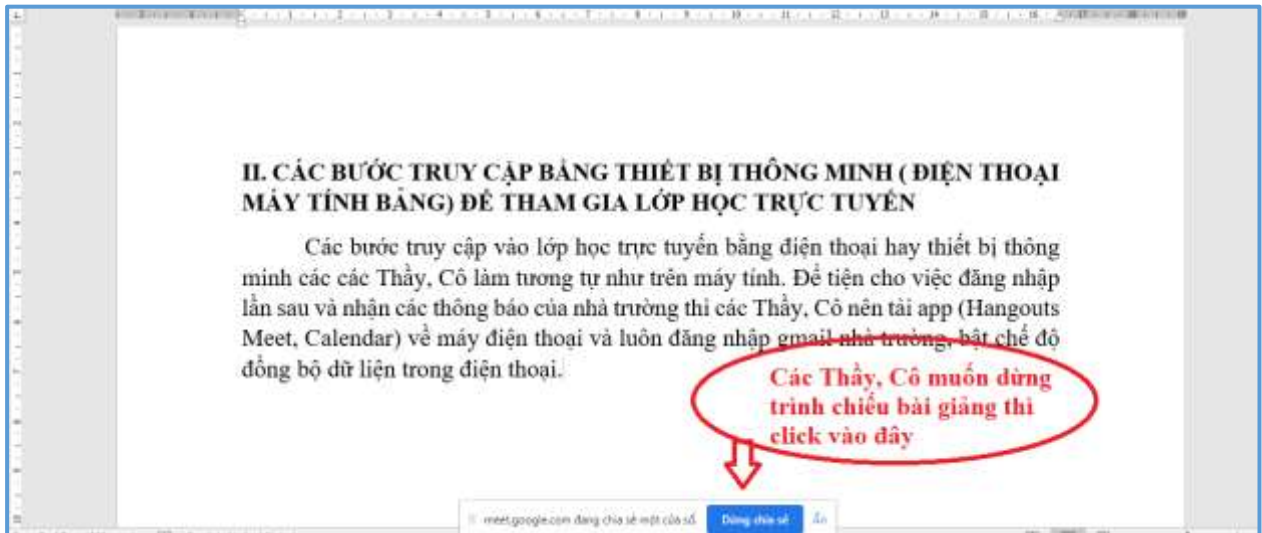 II. CÁC BƯỚC TRUY CẬP BẰNG THIẾT BỊ THÔNG MINH ( ĐIỆN THOẠI
MÁY TÍNH BẢNG) ĐỂ THAM GIA LỚP HỌC TRỰC TUYẾN
Các bước truy cập vào lớp học trực tuyến bằng điện thoại hay thiết bị thông
minh các các Thầy, Cô làm tương tự như trên máy tính. Để tiện cho việc đăng nhập
lần sau và nhận các thông báo của nhà trường thì các Thầy, Cô nên tải app (Hangouts
Meet, Calendar) về máy điện thoại và luôn đăng nhập gmail nhà trường, bật chế độ
đồng bộ dữ liện trong điện thoại.
Các Thầy, Cô muốn dừng
trình chiếu bài giảng thì
click vào đây
meet.google.com đang chia sẻ một cửa sổ. Dừng chia sẻ Ẩn